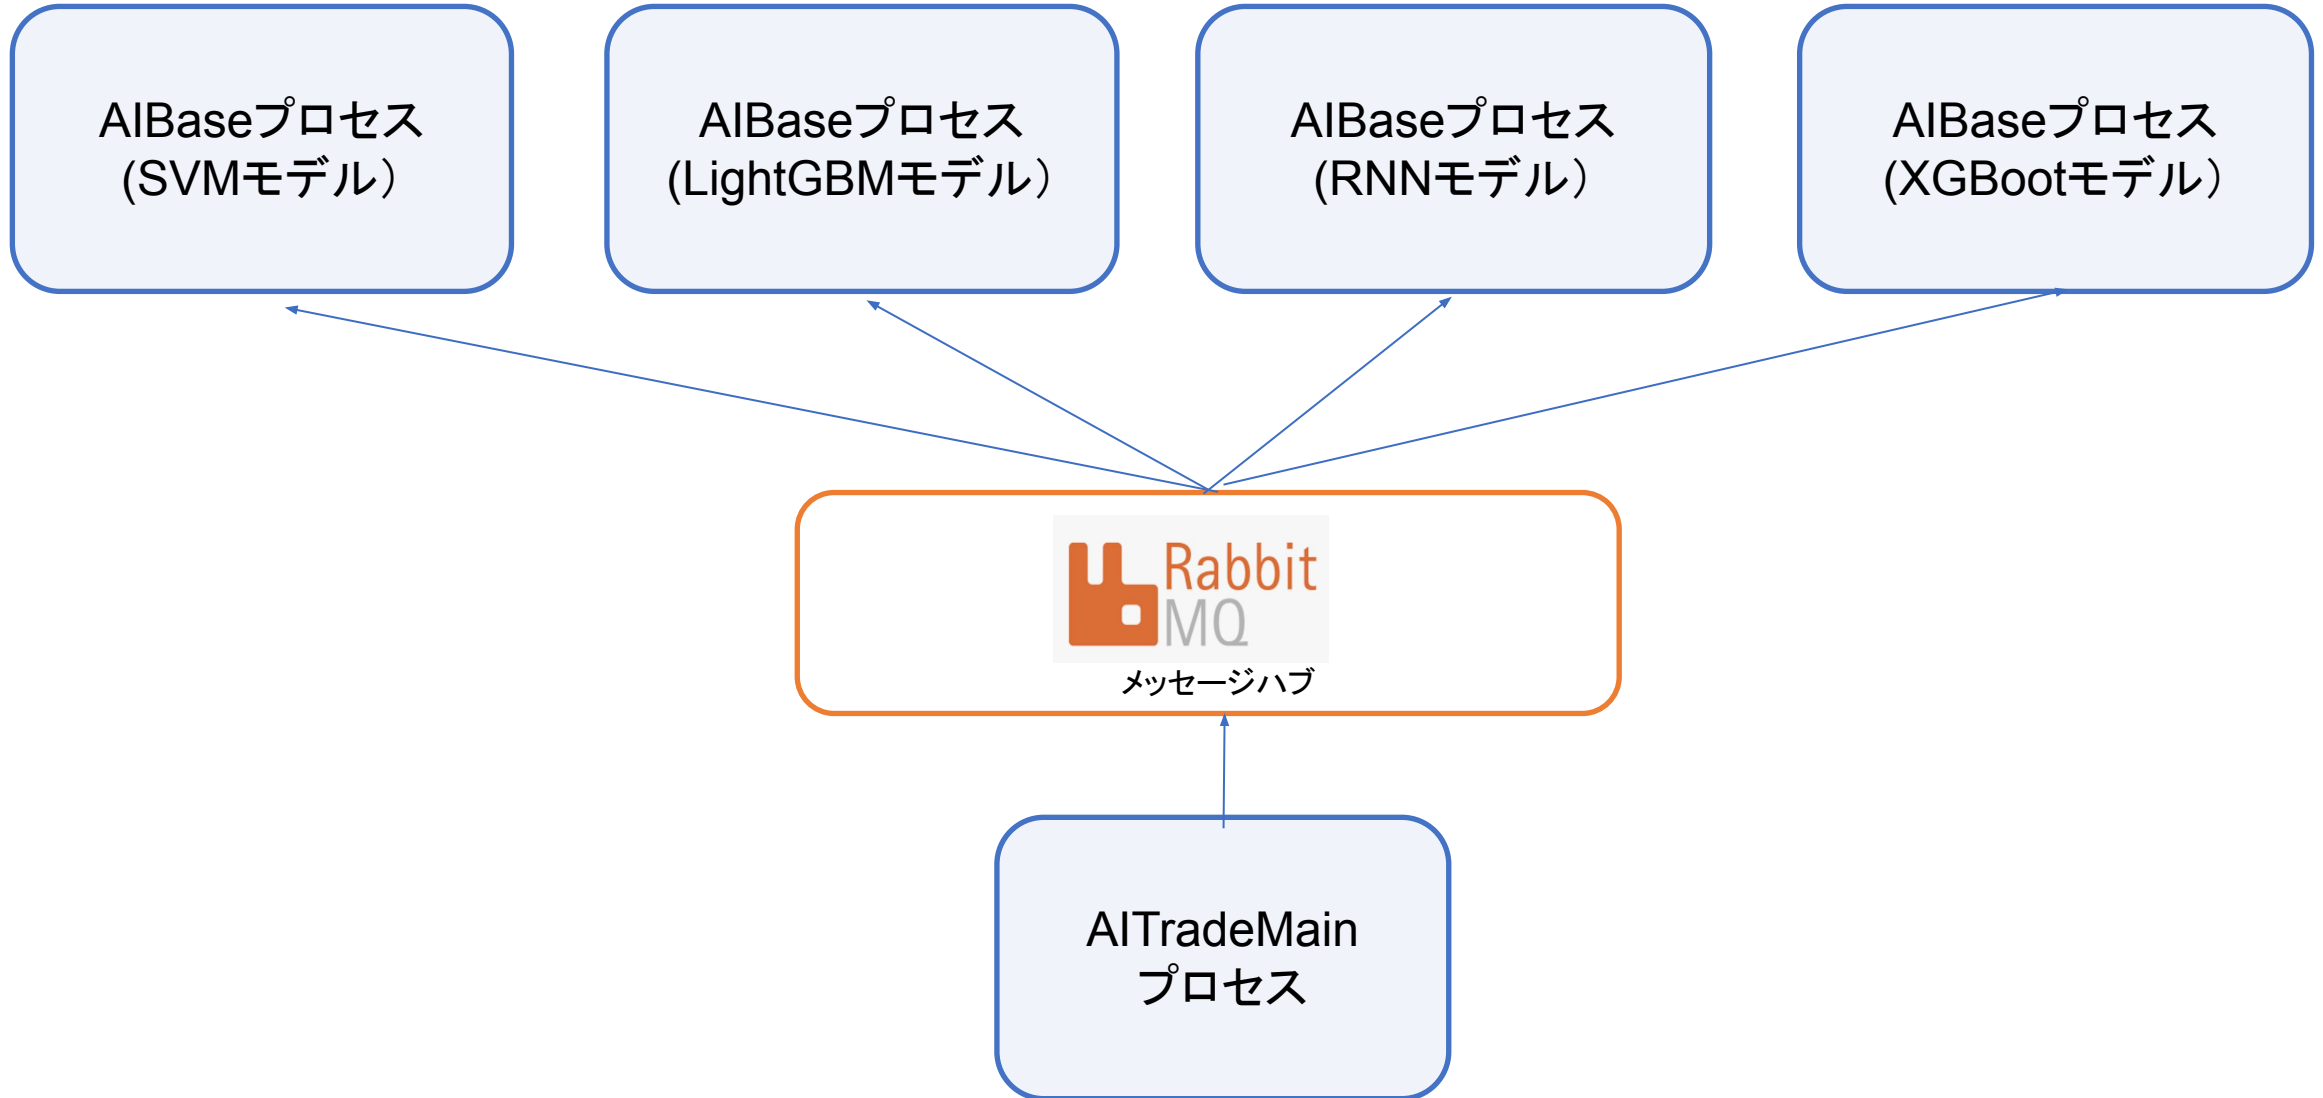 AIBaseプロセス
(SVMモデル）
AIBaseプロセス
(LightGBMモデル）
AIBaseプロセス
(RNNモデル）
AIBaseプロセス
(XGBootモデル）
Rabbit
MQ
メッセージハブ
AITradeMain
プロセス